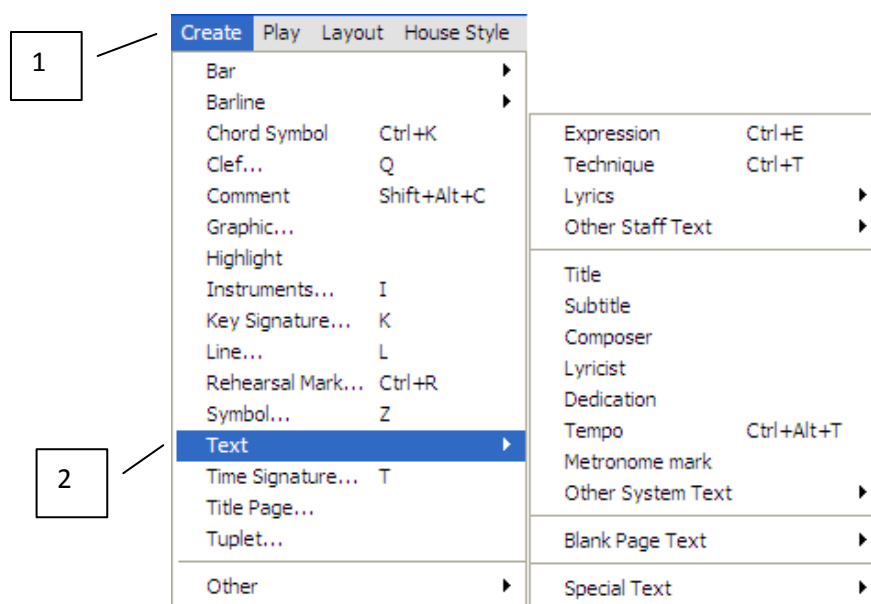 1
Create Play Layout House Style
Bar
Barline
Chord Symbol Ctrl+K
Clef... Q
Comment Shift+Alt+C
Graphic...
Highlight
Instruments... I
Key Signature... K
Line... L
Rehearsal Mark... Ctrl+R
Symbol... Z
2
Text
Time Signature... T
Title Page...
Tuplet...
Other
Expression Ctrl+E
Technique Ctrl+T
Lyrics
Other Staff Text
Title
Subtitle
Composer
Lyricist
Dedication
Tempo Ctrl+Alt+T
Metronome mark
Other System Text
Blank Page Text
Special Text